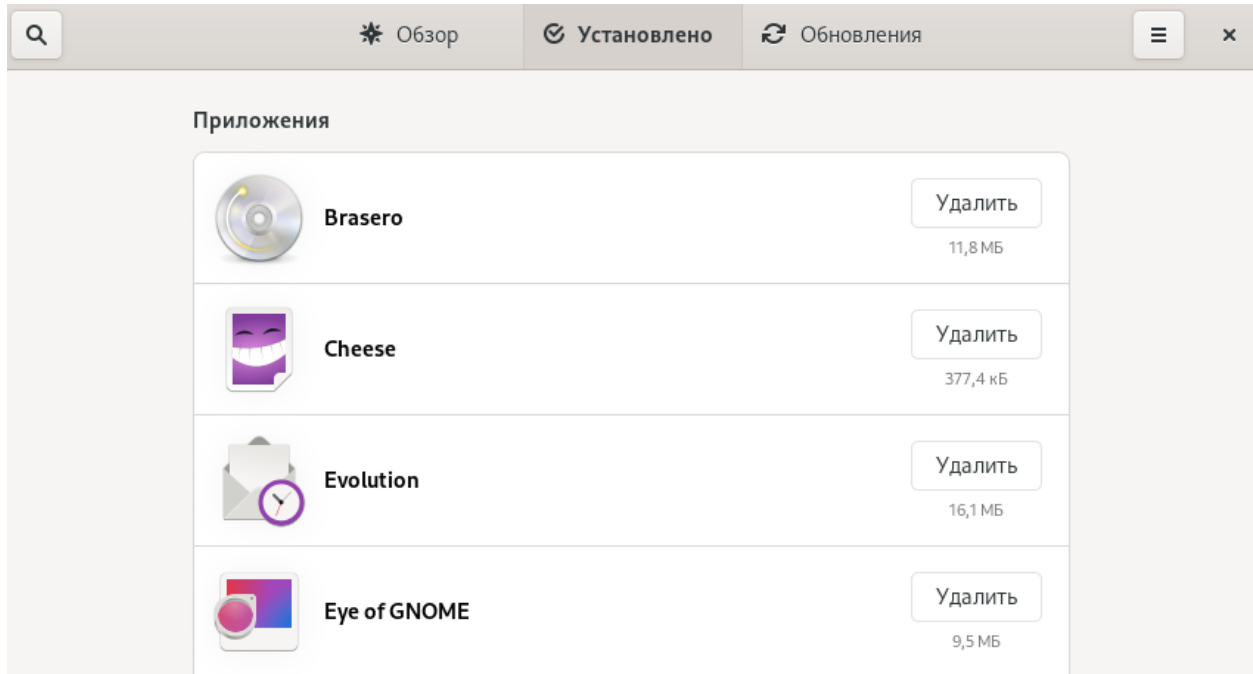 Обзор
Установлено
Обновления
Приложения
Brasero
Удалить
11,8 МБ
Cheese
Удалить
377,4 кБ
Evolution
Удалить
16,1 МБ
Eye of GNOME
Удалить
9,5 МБ